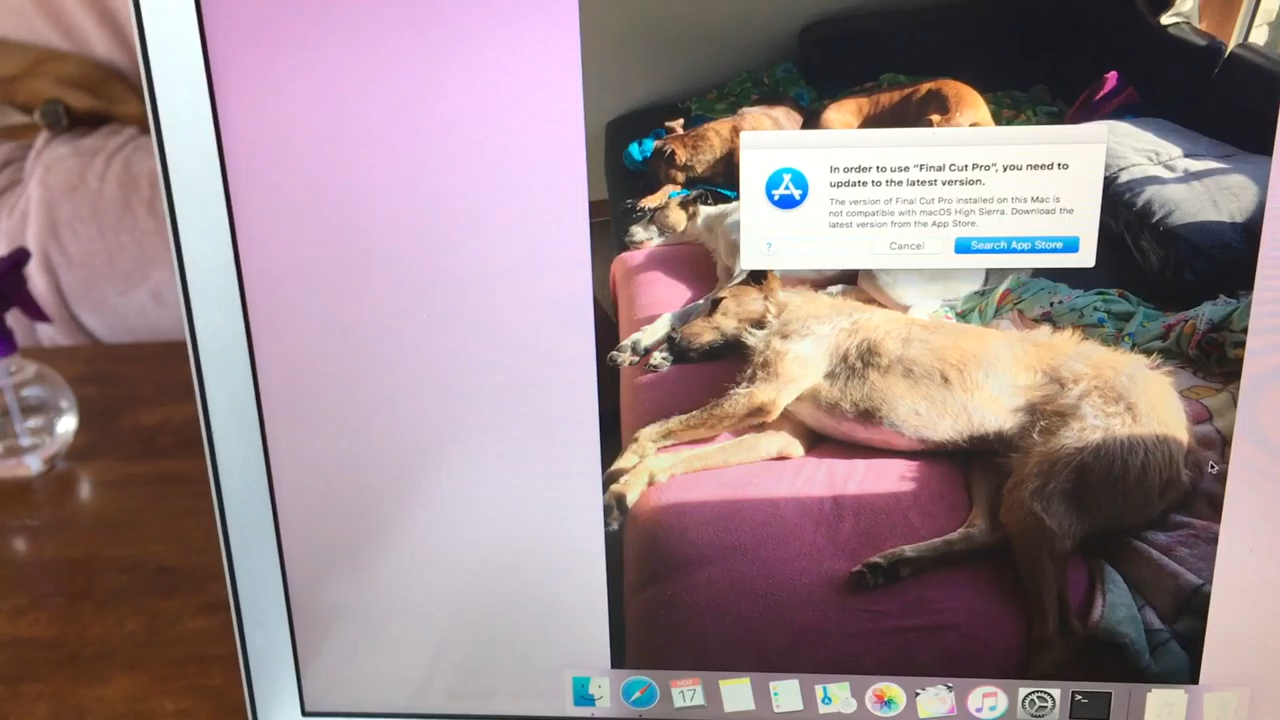 In order to use “Final Cut Pro”, you need to
update to the latest version.
The version of Final Cut Pro installed on this Mac is
not compatible with macOS High Sierra. Download the
latest version from the App Store.
?
Cancel
Search App Store
NOV
17
>_